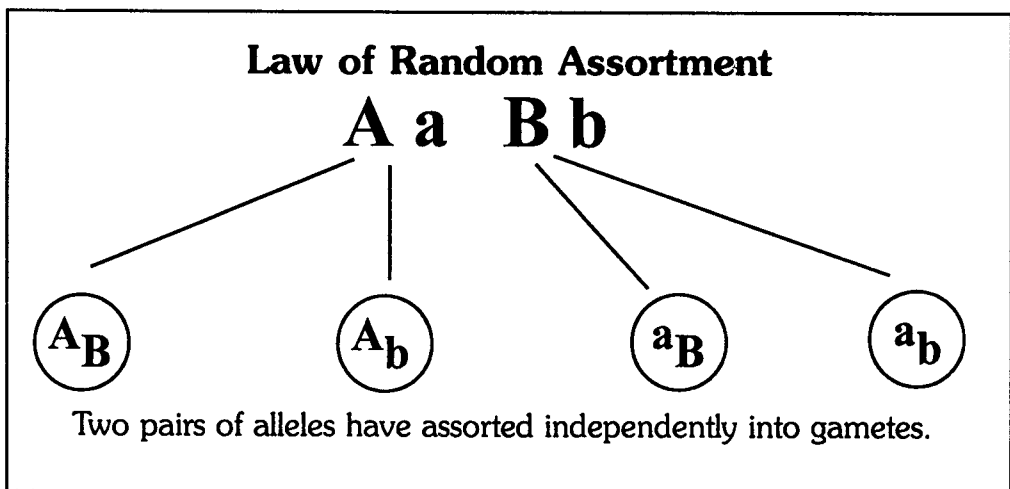 Law of Random Assortment
A a B b
AB Ab aB ab
Two pairs of alleles have assorted independently into gametes.